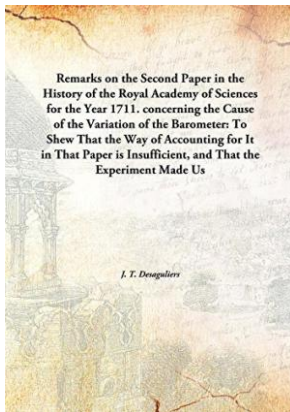 Remarks on the Second Paper in the
History of the Royal Academy of Sciences
for the Year 1711. concerning the Cause
of the Variation of the Barometer: To
Shew That the Way of Accounting for It
in That Paper is Insufficient, and That the
Experiment Made Us
J. T. Desaguliers